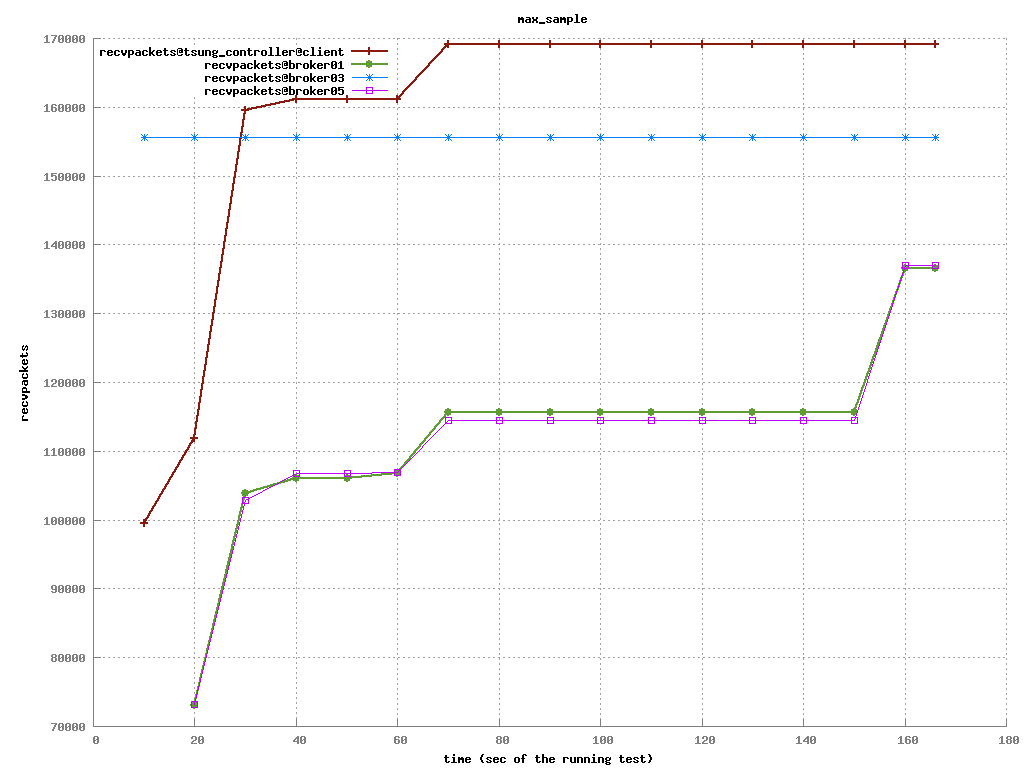 max_sample
170000
160000
150000
140000
130000
120000
110000
100000
90000
80000
70000
recvpackets@tsung_controller@client
recvpackets@broker01
recvpackets@broker03
recvpackets@broker05
recvpackets
0 20 40 60 80 100 120 140 160 180
time (sec of the running test)